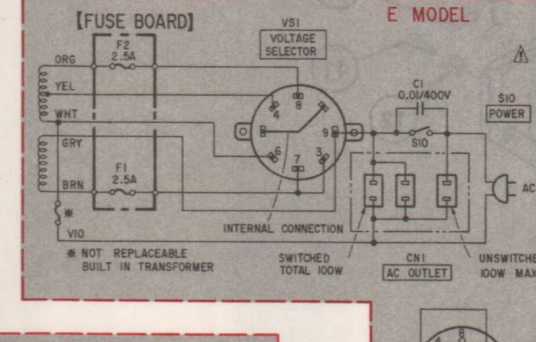 E MODEL
[FUSE BOARD]
VS1
VOLTAGE
SELECTOR
F2
2.5A
ORG
YEL
WHT
GRY
BRN
VIO
F1
2.5A
4
8
9
6
7
3
C1
0.01/400V
S10
S10
POWER
AC
INTERNAL CONNECTION
* NOT REPLACEABLE
BUILT IN TRANSFORMER
SWITCHED
TOTAL 100W
CN1
AC OUTLET
UNSWITCHE
100W MAX
8